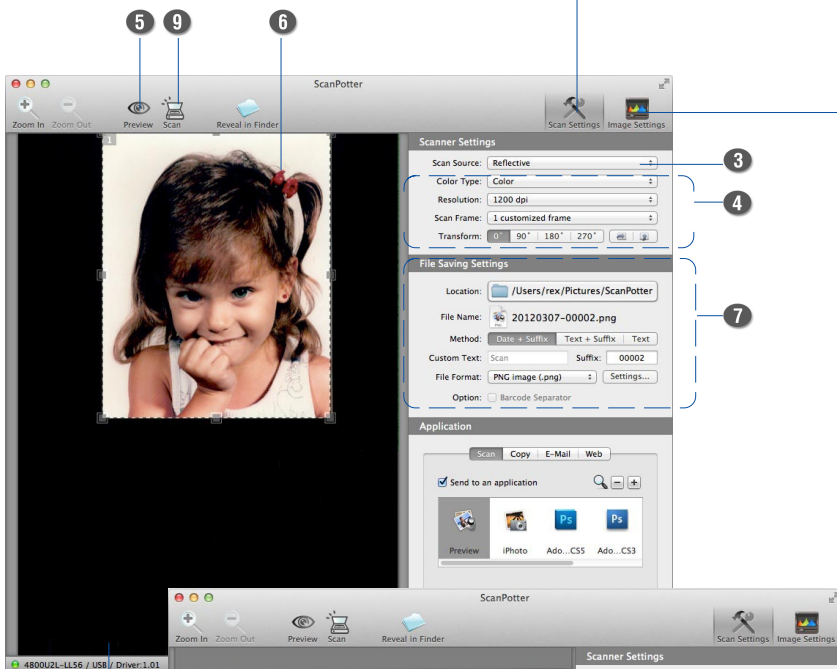 5 9 6
ScanPotter
Zoom In Zoom Out Preview Scan Reveal in Finder Scan Settings Image Settings
1
Scanner Settings
Scan Source: Reflective
3
Color Type: Color
Resolution: 1200 dpi
4
Scan Frame: 1 customized frame
Transform: 0° 90° 180° 270°
File Saving Settings
Location: /Users/rex/Pictures/ScanPotter
File Name: 20120307-00002.png
7
Method: Date + Suffix Text + Suffix Text
Custom Text: Scan Suffix: 00002
File Format: PNG image (.png) Settings...
Option: Barcode Separator
Application
Scan Copy E-Mail Web
Send to an application
Ps Ps
Preview iPhoto Ado...CS5 Ado...CS3
ScanPotter
Zoom In Zoom Out Preview Scan Reveal in Finder Scan Settings Image Settings
Scanner Settings
4800U2L-LL56 / USB / Driver:1.01